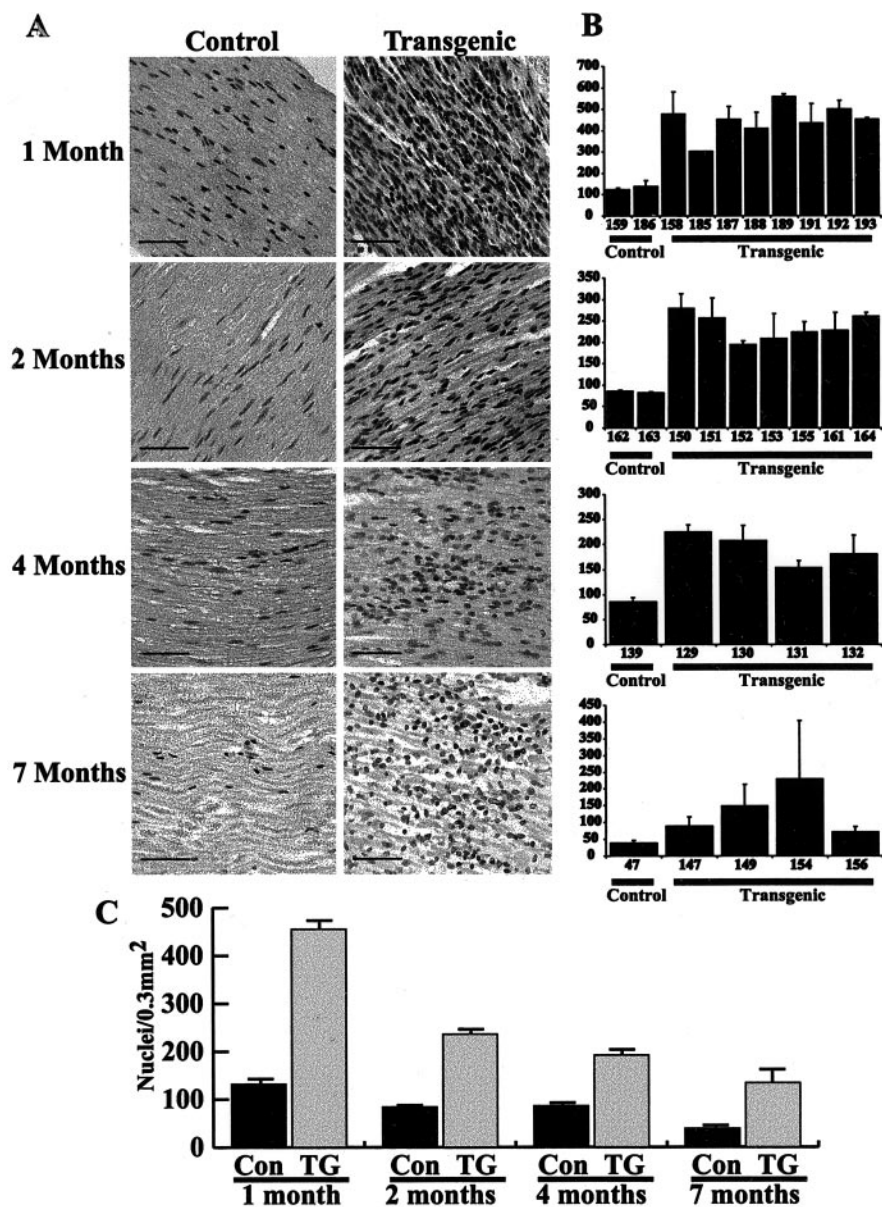 A
Control Transgenic
1 Month
2 Months
4 Months
7 Months
B
700
600
500
400
300
200
100
0
159 186 158 185 187 188 189 191 192 193
Control Transgenic
350
300
250
200
150
100
50
0
162 163 150 151 152 153 155 161 164
Control Transgenic
300
250
200
150
100
50
0
139 129 130 131 132
Control Transgenic
450
400
350
300
250
200
150
100
50
0
47 147 149 154 156
Control Transgenic
C
Nuclei/0.3mm²
500
400
300
200
100
0
Con TG Con TG Con TG Con TG
1 month 2 months 4 months 7 months